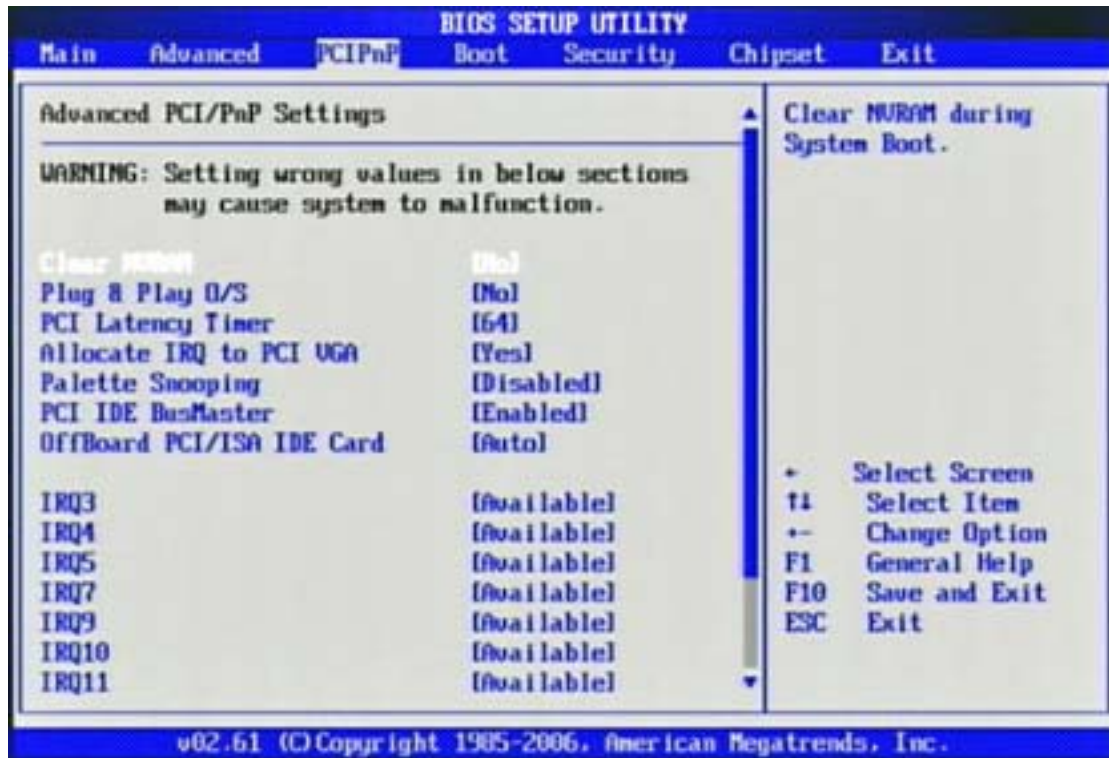 BIOS SETUP UTILITY
Main Advanced PCIPnP Boot Security Chipset Exit
Advanced PCI/PnP Settings
WARNING: Setting wrong values in below sections
may cause system to malfunction.
Clear NVRAM [No]
Plug & Play O/S [No]
PCI Latency Timer [64]
Allocate IRQ to PCI VGA [Yes]
Palette Snooping [Disabled]
PCI IDE BusMaster [Enabled]
OffBoard PCI/ISA IDE Card [Auto]
IRQ3 [Available]
IRQ4 [Available]
IRQ5 [Available]
IRQ7 [Available]
IRQ9 [Available]
IRQ10 [Available]
IRQ11 [Available]
Clear NVRAM during
System Boot.
← Select Screen
↑↓ Select Item
+- Change Option
F1 General Help
F10 Save and Exit
ESC Exit
v02.61 (C)Copyright 1985-2006, American Megatrends, Inc.